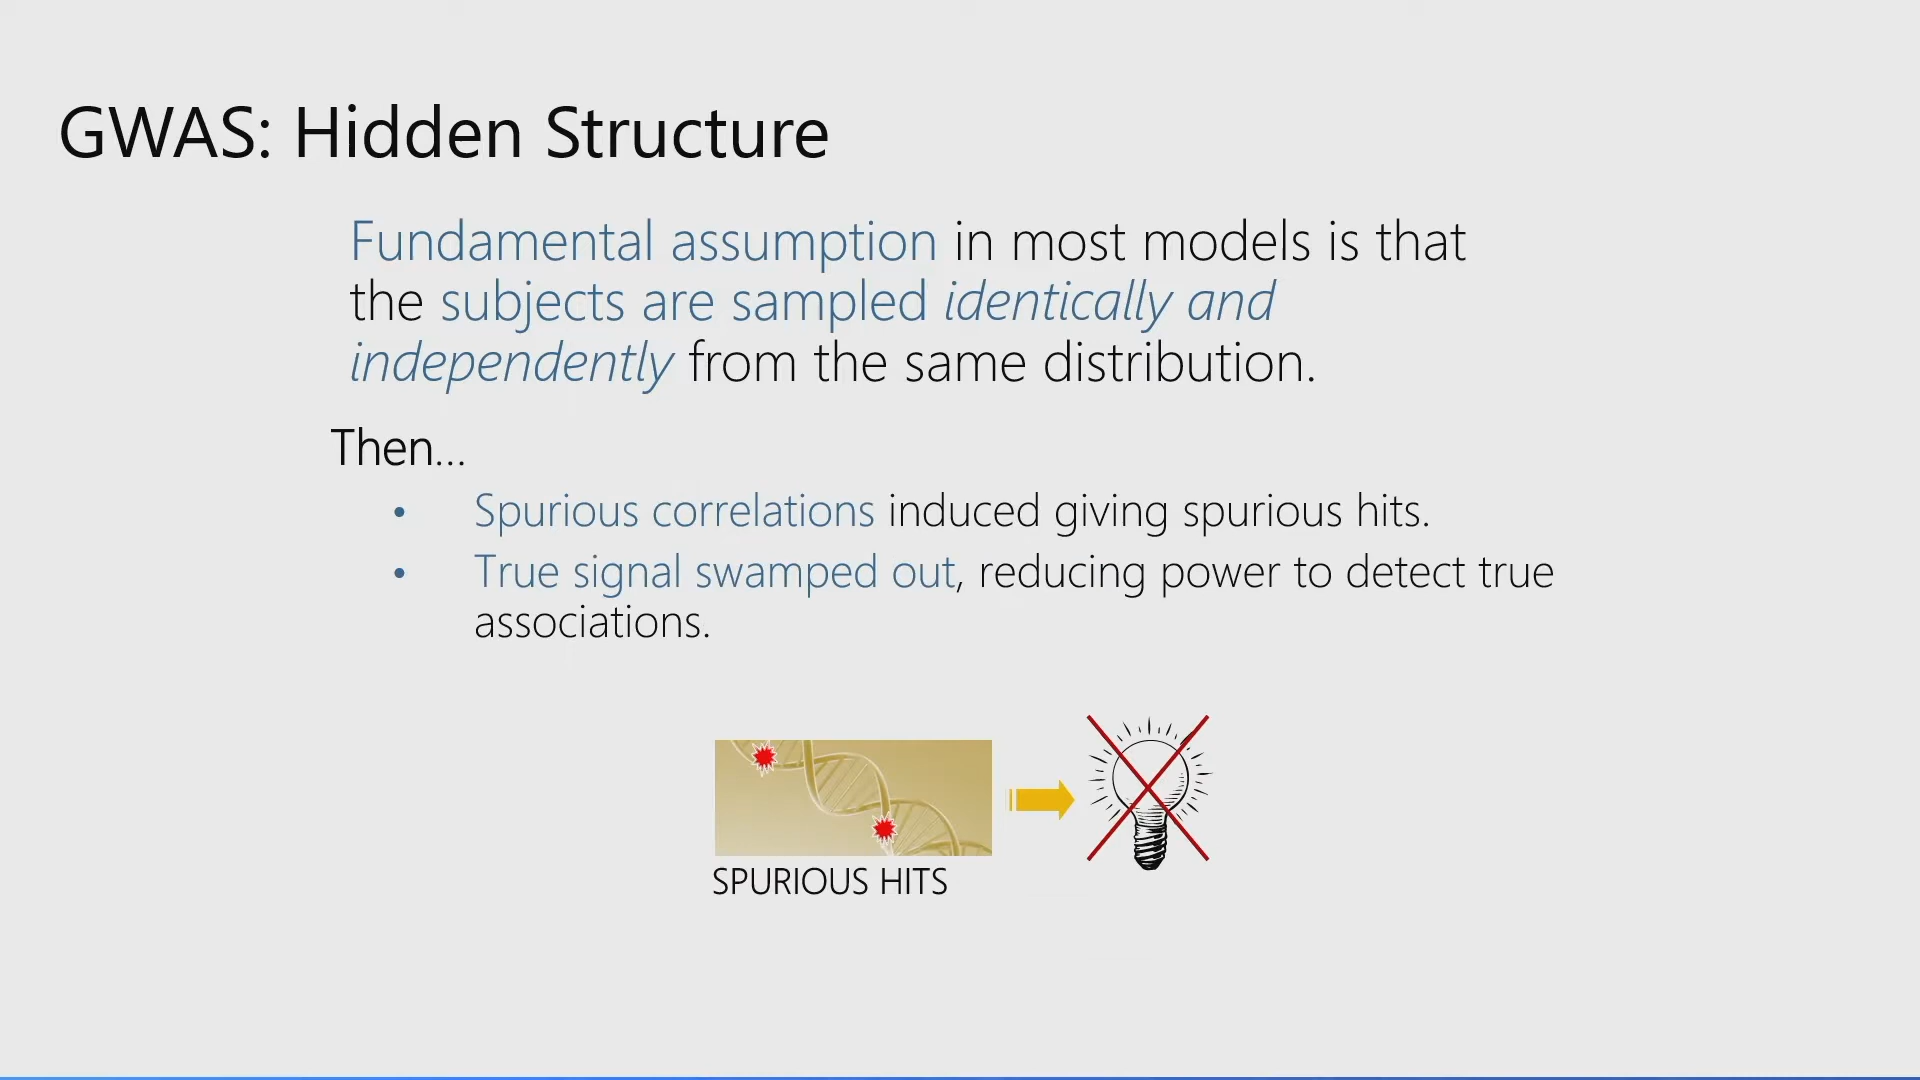 GWAS: Hidden Structure
Fundamental assumption in most models is that
the subjects are sampled identically and
independently from the same distribution.
Then...
• Spurious correlations induced giving spurious hits.
• True signal swamped out, reducing power to detect true
associations.
SPURIOUS HITS